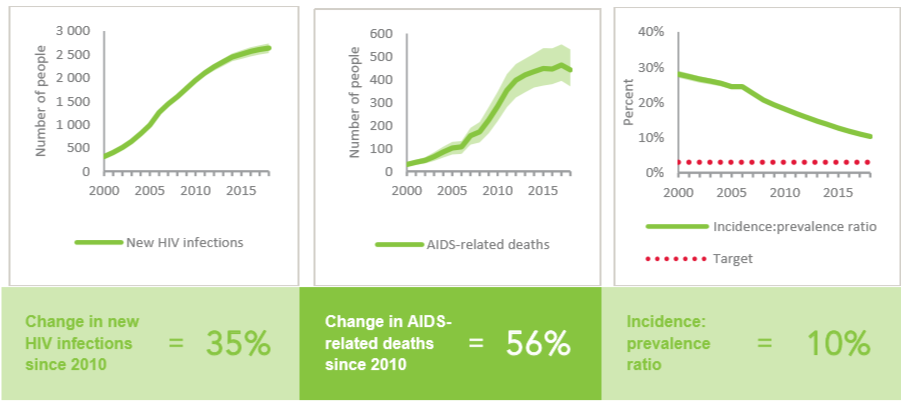 3 000
2 500
2 000
1 500
1 000
500
0
Number of people
2000
2005
2010
2015
New HIV infections
600
500
400
300
200
100
0
Number of people
2000
2005
2010
2015
AIDS-related deaths
40%
30%
20%
10%
0%
Percent
2000
2005
2010
2015
Incidence:prevalence ratio
Target
Change in new
HIV infections
since 2010
= 35%
Change in AIDS-
related deaths
since 2010
= 56%
Incidence:
prevalence
ratio
= 10%